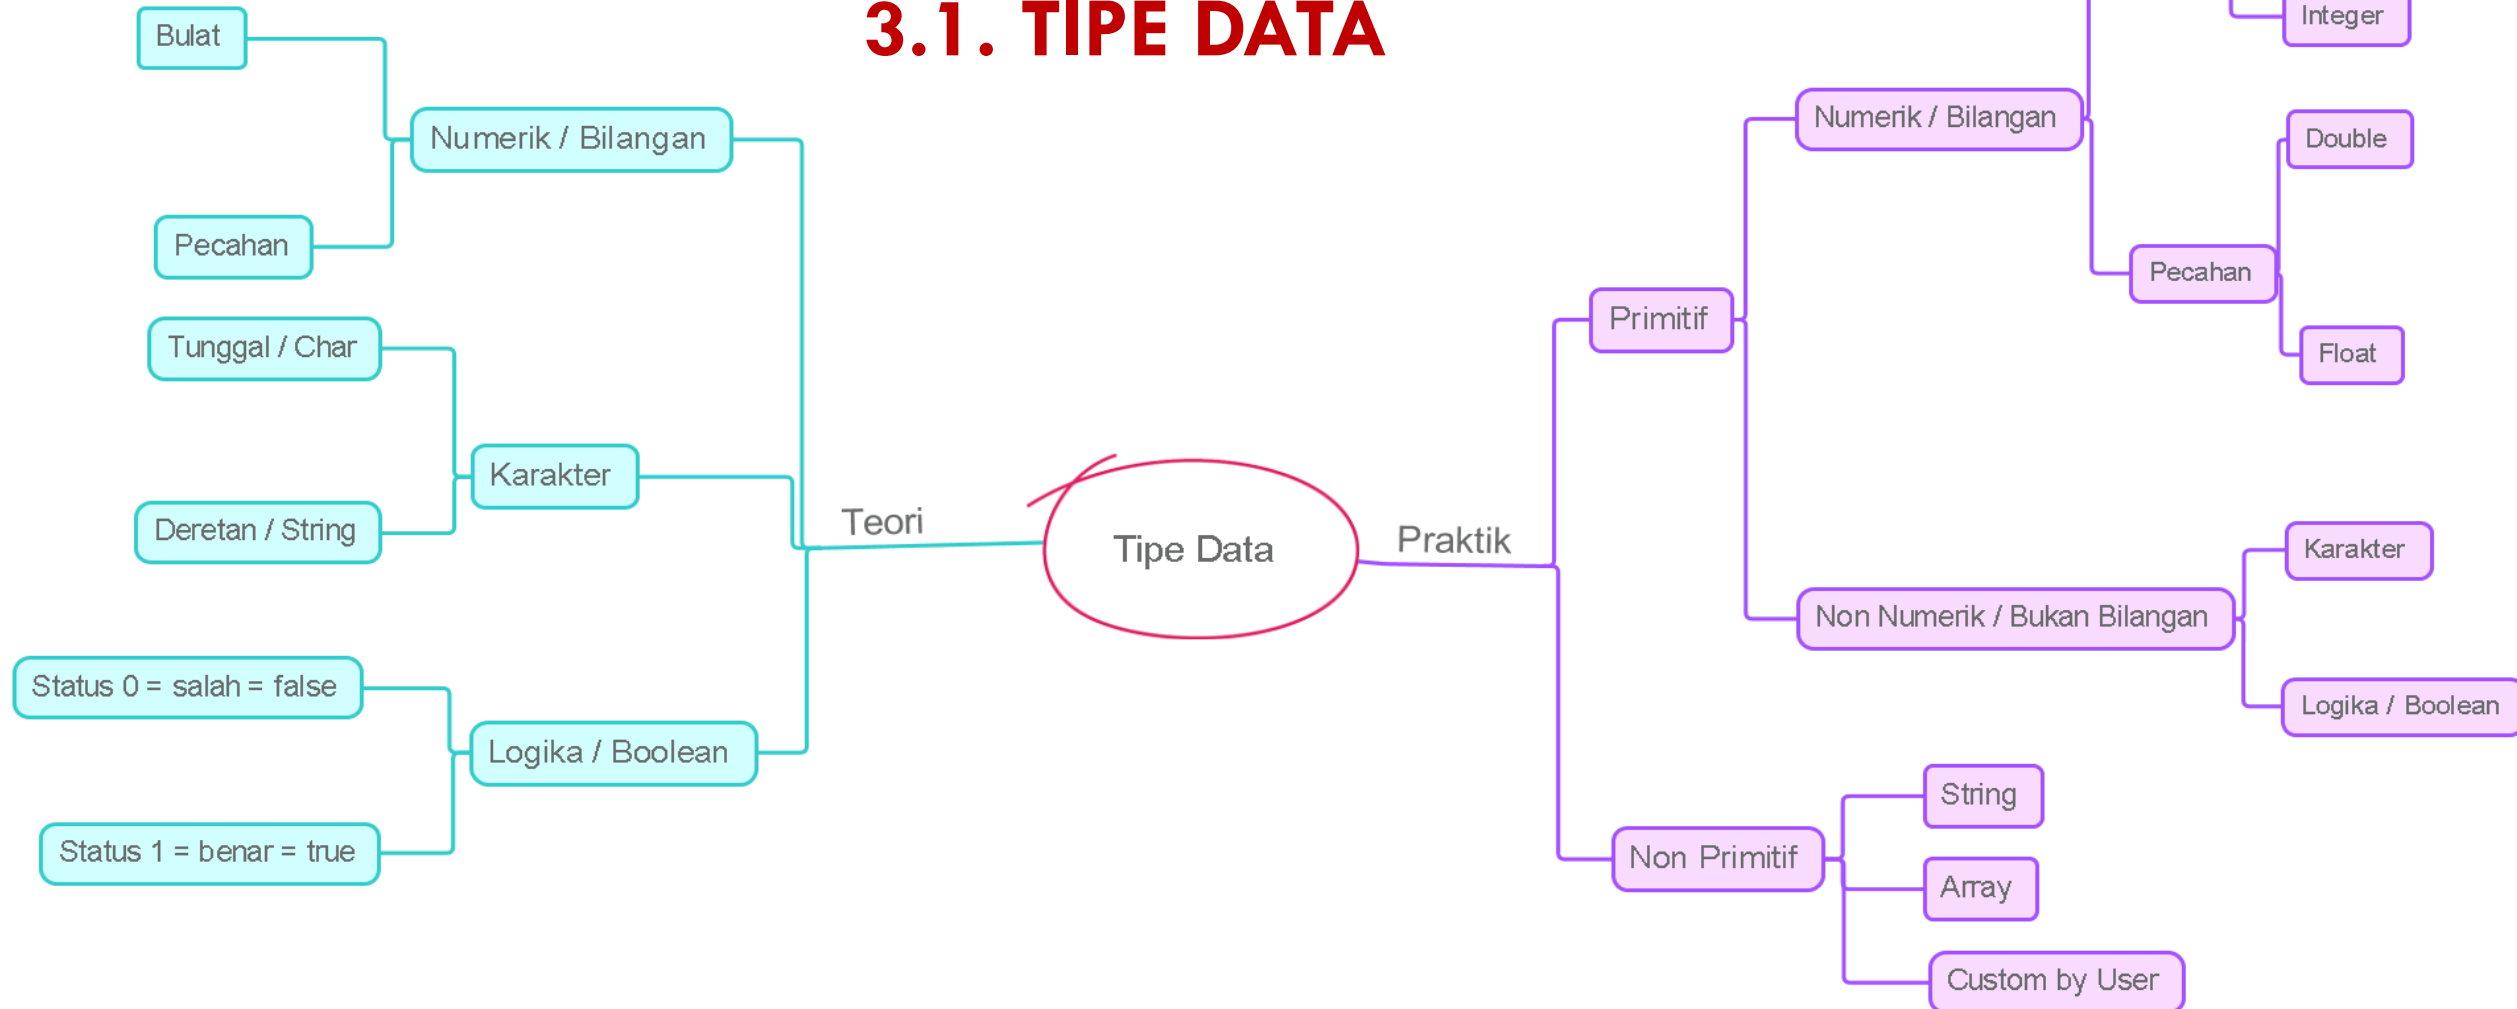 3.1. TIPE DATA
Bulat
Numerik / Bilangan
Pecahan
Tunggal / Char
Karakter
Deretan / String
Status 0 = salah = false
Logika / Boolean
Status 1 = benar = true
Teori
Tipe Data
Praktik
Primitif
Numerik / Bilangan
Integer
Double
Pecahan
Float
Non Numerik / Bukan Bilangan
Karakter
Logika / Boolean
Non Primitif
String
Array
Custom by User